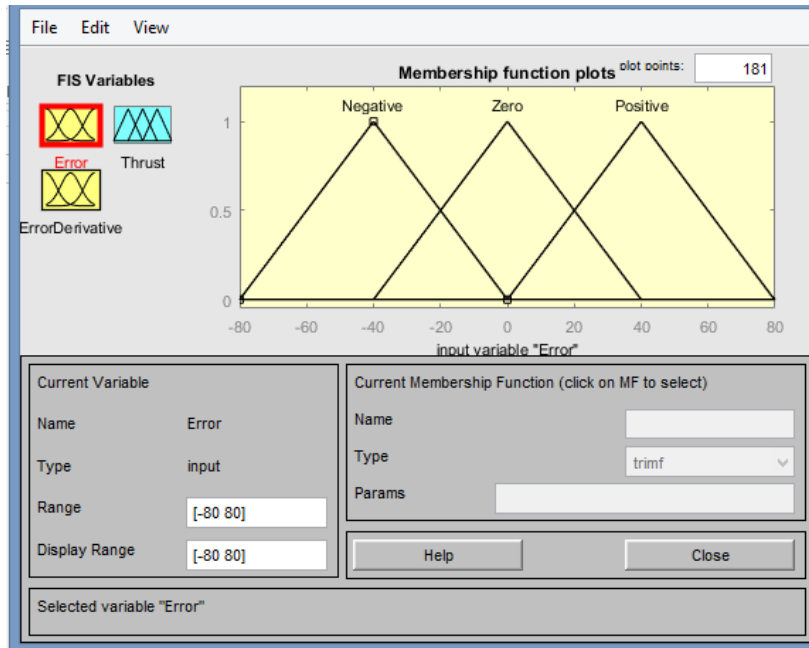 File Edit View
FIS Variables
Membership function plots
plot points:
181
Error
Thrust
ErrorDerivative
Negative
Zero
Positive
1
0.5
0
-80 -60 -40 -20 0 20 40 60 80
input variable "Error"
Current Variable
Name Error
Type input
Range [-80 80]
Display Range [-80 80]
Current Membership Function (click on MF to select)
Name
Type trimf
Params
Help
Close
Selected variable "Error"